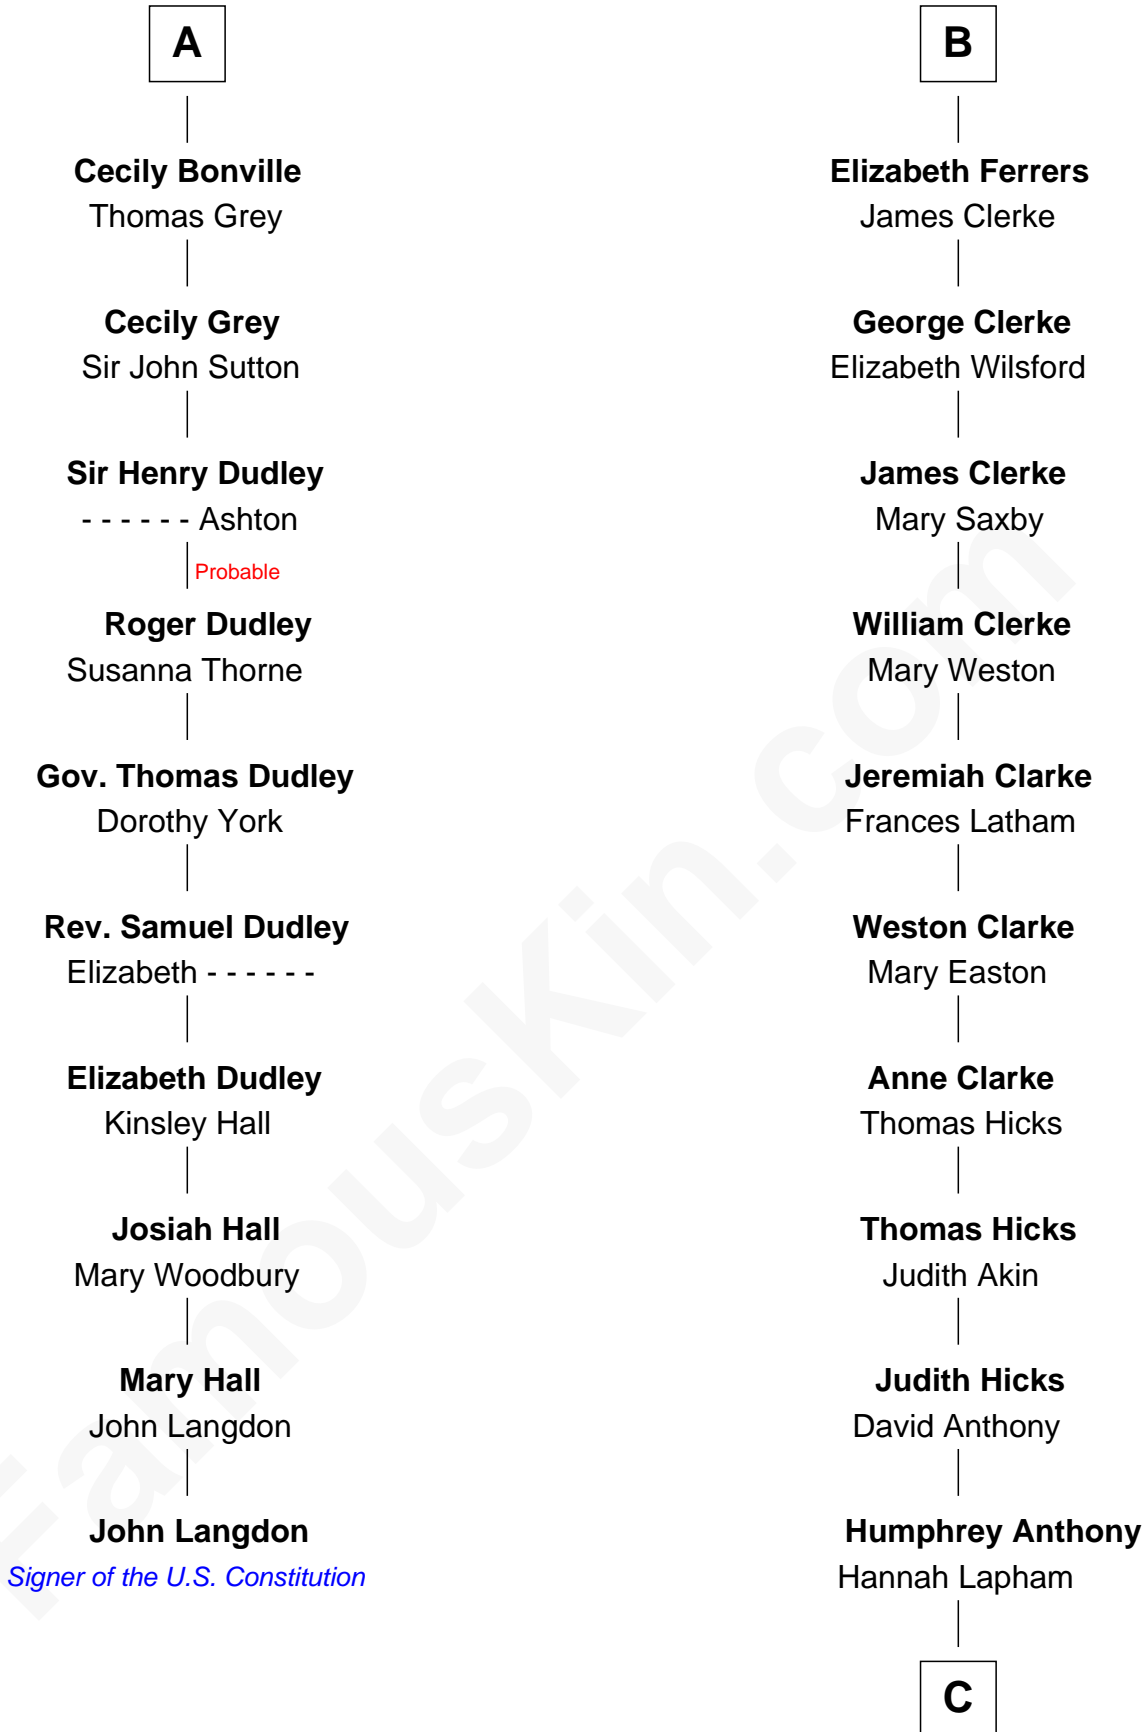 A
Cecily Bonville
Thomas Grey
Cecily Grey
Sir John Sutton
Sir Henry Dudley
- - - - - - Ashton
Probable
Roger Dudley
Susanna Thorne
Gov. Thomas Dudley
Dorothy York
Rev. Samuel Dudley
Elizabeth - - - - - -
Elizabeth Dudley
Kinsley Hall
Josiah Hall
Mary Woodbury
Mary Hall
John Langdon
John Langdon
Signer of the U.S. Constitution
B
Elizabeth Ferrers
James Clerke
George Clerke
Elizabeth Wilsford
James Clerke
Mary Saxby
William Clerke
Mary Weston
Jeremiah Clarke
Frances Latham
Weston Clarke
Mary Easton
Anne Clarke
Thomas Hicks
Thomas Hicks
Judith Akin
Judith Hicks
David Anthony
Humphrey Anthony
Hannah Lapham
C
FamousKin.com